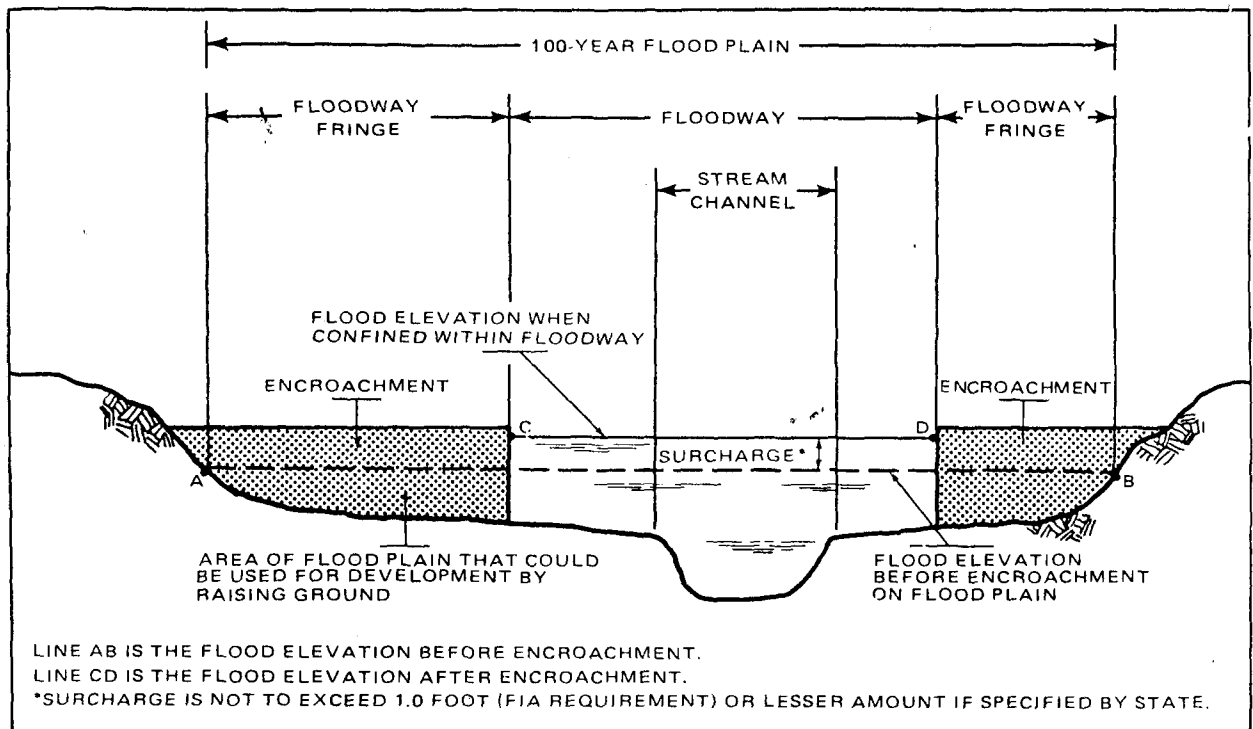 100-YEAR FLOOD PLAIN
FLOODWAY
FRINGE
FLOODWAY
FLOODWAY
FRINGE
STREAM
CHANNEL
FLOOD ELEVATION WHEN
CONFINED WITHIN FLOODWAY
ENCROACHMENT
ENCROACHMENT
C
D
SURCHARGE*
A
B
AREA OF FLOOD PLAIN THAT COULD
BE USED FOR DEVELOPMENT BY
RAISING GROUND
FLOOD ELEVATION
BEFORE ENCROACHMENT
ON FLOOD PLAIN
LINE AB IS THE FLOOD ELEVATION BEFORE ENCROACHMENT.
LINE CD IS THE FLOOD ELEVATION AFTER ENCROACHMENT.
*SURCHARGE IS NOT TO EXCEED 1.0 FOOT (FIA REQUIREMENT) OR LESSER AMOUNT IF SPECIFIED BY STATE.